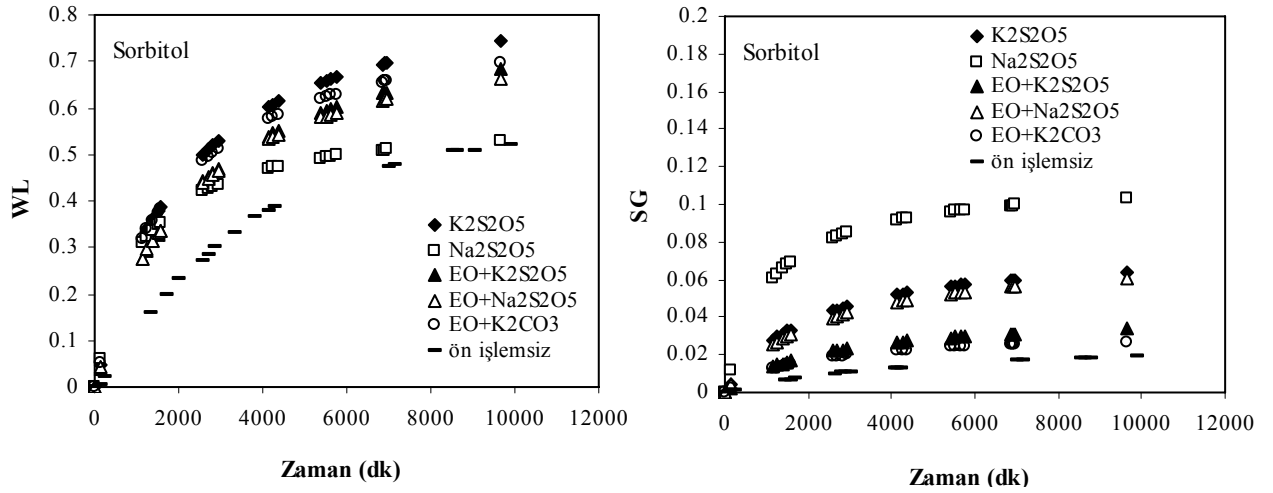 0.8
0.7
0.6
0.5
0.4
0.3
0.2
0.1
0
WL
Sorbitol
K2S2O5
Na2S2O5
EO+K2S2O5
EO+Na2S2O5
EO+K2CO3
ön işlemsiz
0 2000 4000 6000 8000 10000 12000
Zaman (dk)
0.2
0.18
0.16
0.14
0.12
0.1
0.08
0.06
0.04
0.02
0
SG
Sorbitol
K2S2O5
Na2S2O5
EO+K2S2O5
EO+Na2S2O5
EO+K2CO3
ön işlemsiz
0 2000 4000 6000 8000 10000 12000
Zaman (dk)